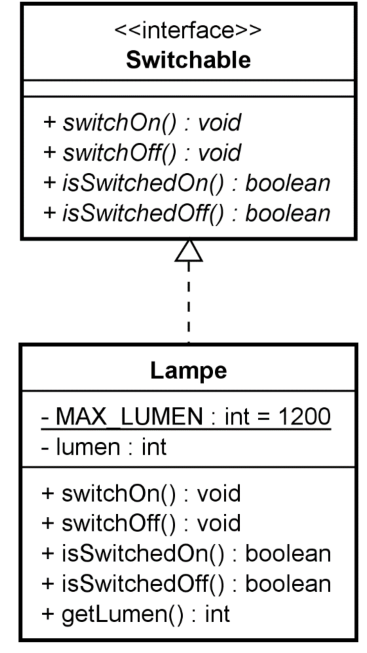 <<interface>>
Switchable
+ switchOn() : void
+ switchOff() : void
+ isSwitchedOn() : boolean
+ isSwitchedOff() : boolean
Lampe
- MAX_LUMEN : int = 1200
- lumen : int
+ switchOn() : void
+ switchOff() : void
+ isSwitchedOn() : boolean
+ isSwitchedOff() : boolean
+ getLumen() : int